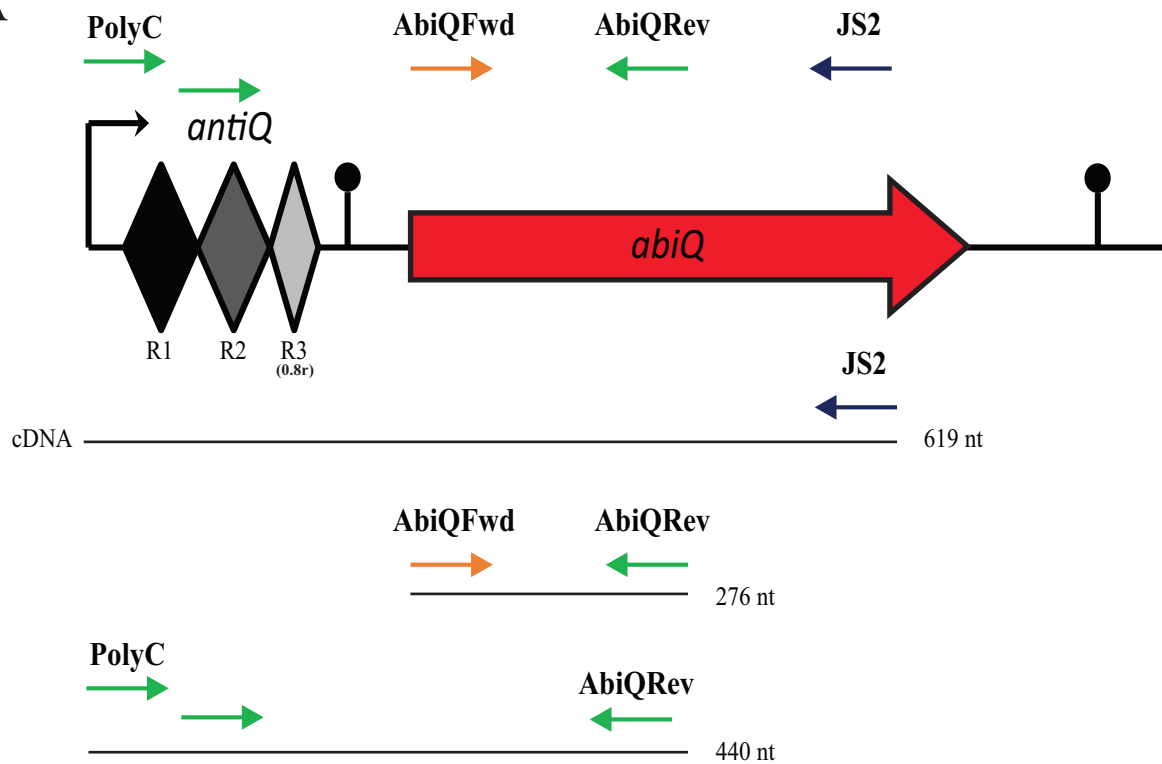 A
PolyC
AbiQFwd
AbiQRev
JS2
antiQ
abiQ
R1
R2
R3
(0.8r)
JS2
cDNA
619 nt
AbiQFwd
AbiQRev
276 nt
PolyC
AbiQRev
440 nt